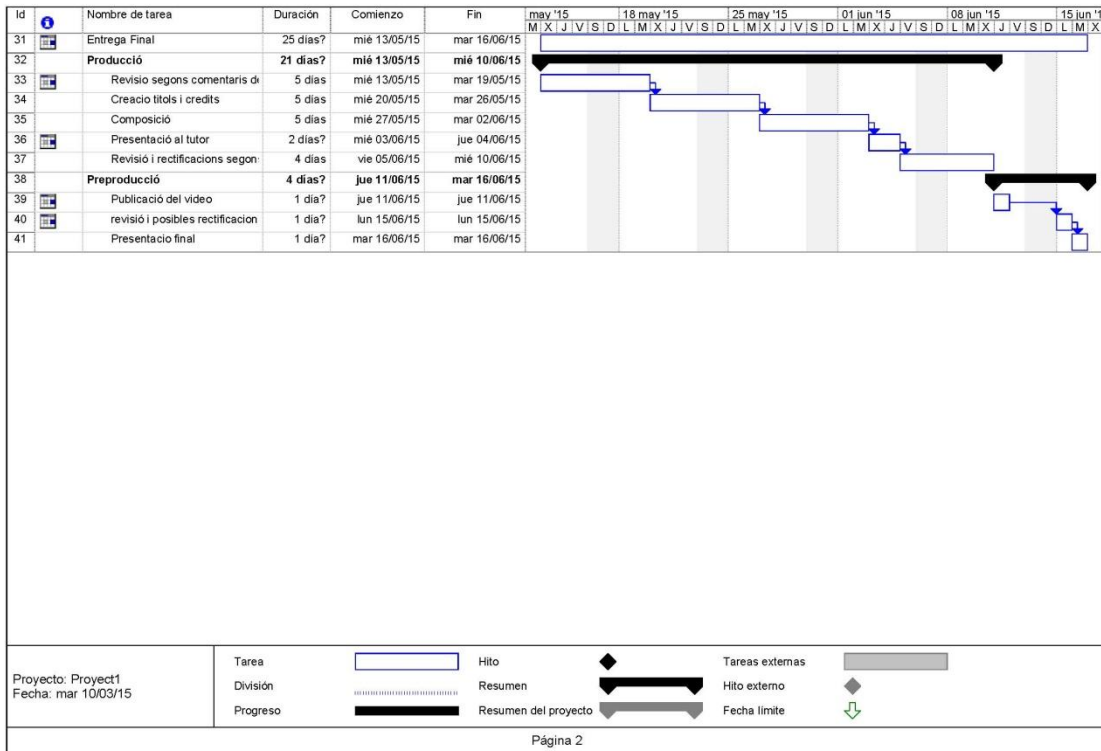 Id Nombre de tarea Duración Comienzo Fin may '15 18 may '15 25 may '15 01 jun '15 08 jun '15 15 jun '1
M X J V S D L M X J V S D L M X J V S D L M X J V S D L M X J V S D L M X
31 Entrega Final 25 días? mié 13/05/15 mar 16/06/15
32 Producció 21 días? mié 13/05/15 mié 10/06/15
33 Revisio segons comentaris de 5 días mié 13/05/15 mar 19/05/15
34 Creacio titols i credits 5 días mié 20/05/15 mar 26/05/15
35 Composició 5 días mié 27/05/15 mar 02/06/15
36 Presentació al tutor 2 días? mié 03/06/15 jue 04/06/15
37 Revisió i rectificacions segon 4 días vie 05/06/15 mié 10/06/15
38 Preproducció 4 días? jue 11/06/15 mar 16/06/15
39 Publicació del video 1 día? jue 11/06/15 jue 11/06/15
40 revisió i posibles rectificacion 1 día? lun 15/06/15 lun 15/06/15
41 Presentacio final 1 día? mar 16/06/15 mar 16/06/15
Proyecto: Proyect1
Fecha: mar 10/03/15
Tarea Hito Tareas externas
División Resumen Hito externo
Progreso Resumen del proyecto Fecha límite
Página 2